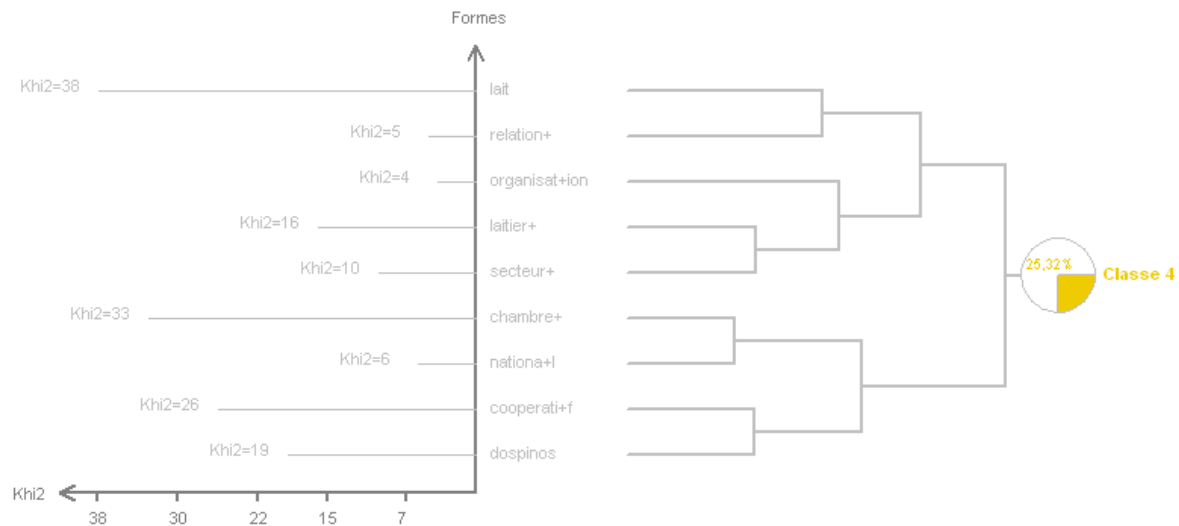 Formes
Khi2=38 lait
Khi2=5 relation+
Khi2=4 organisat+ion
Khi2=16 laitier+
Khi2=10 secteur+
25,32% Classe 4
Khi2=33 chambre+
Khi2=6 nationa+l
Khi2=26 cooperati+f
Khi2=19 dospinos
Khi2
38 30 22 15 7